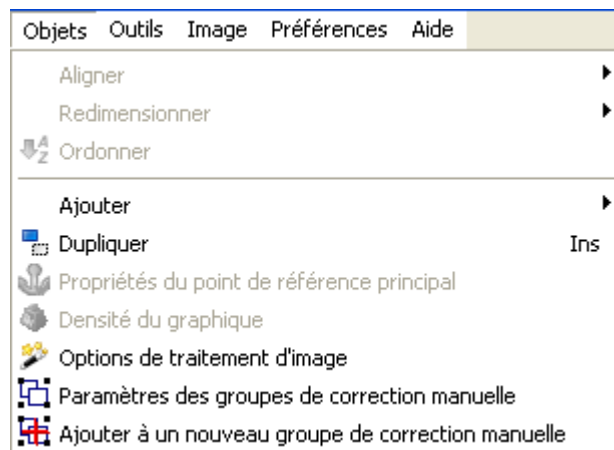 Objets Outils Image Préférences Aide
Aligner
Redimensionner
Ordonner
Ajouter
Dupliquer Ins
Propriétés du point de référence principal
Densité du graphique
Options de traitement d'image
Paramètres des groupes de correction manuelle
Ajouter à un nouveau groupe de correction manuelle